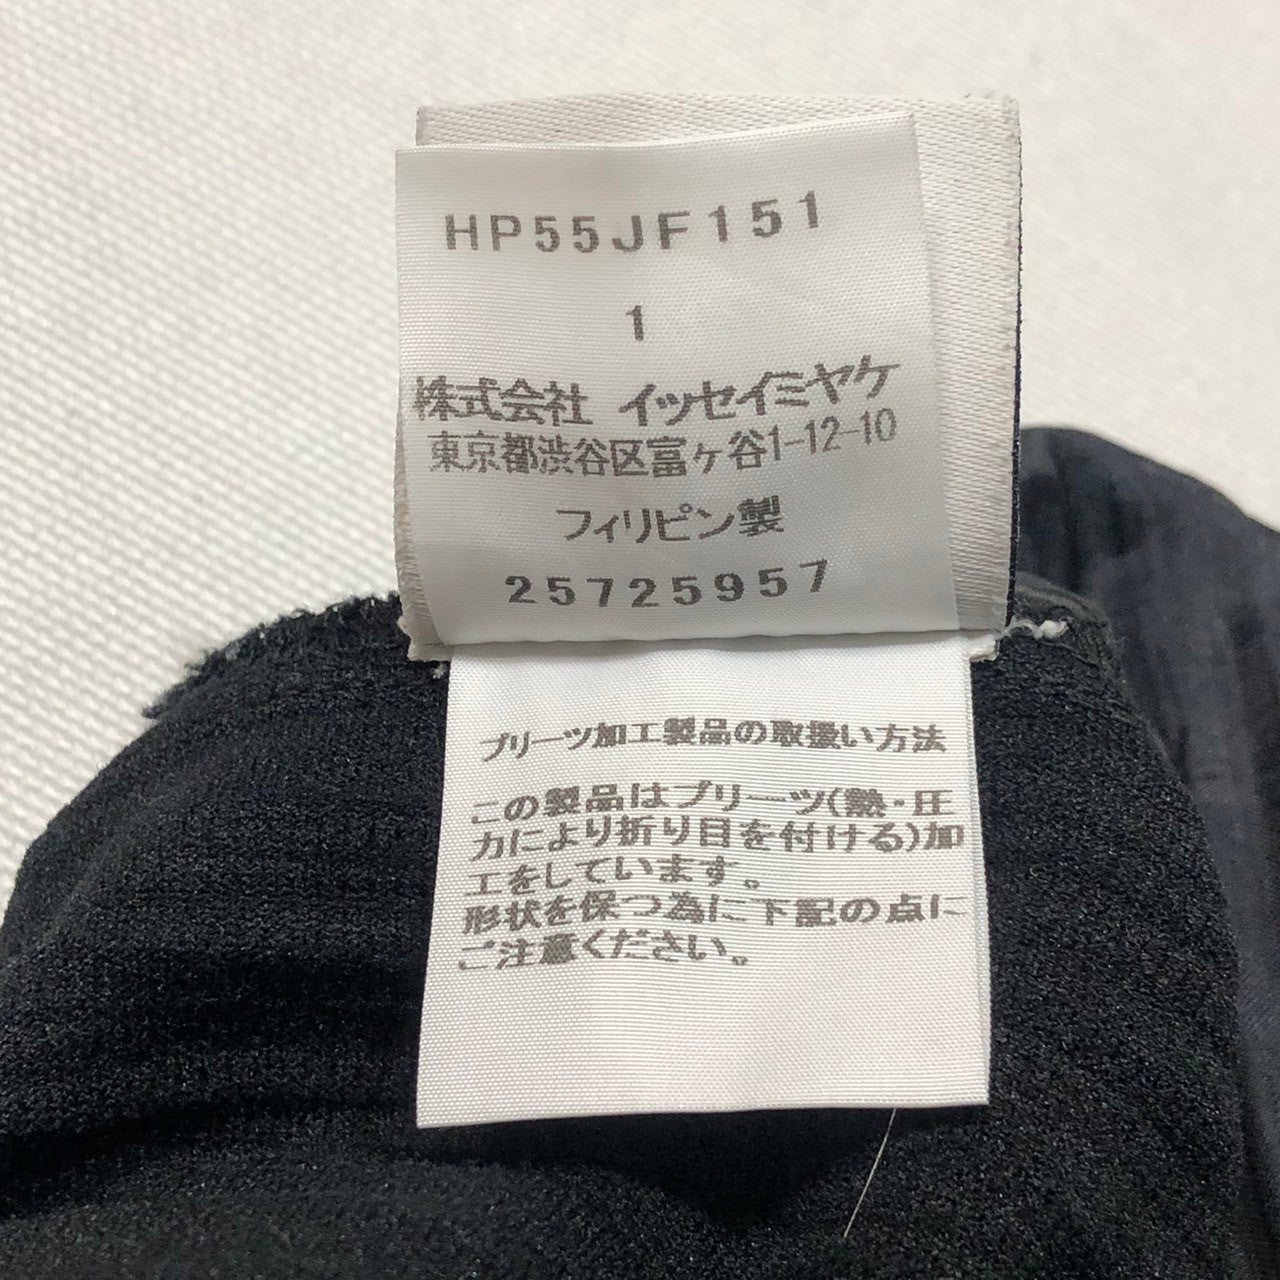 HP55JF151
1
株式会社 イッセイミヤケ
東京都渋谷区富ヶ谷1-12-10
フィリピン製
25725957
プリーツ加工製品の取扱い方法
この製品はプリーツ(熱・圧
力により折り目を付ける)加
工をしています。
形状を保つ為に下記の点に
ご注意ください。